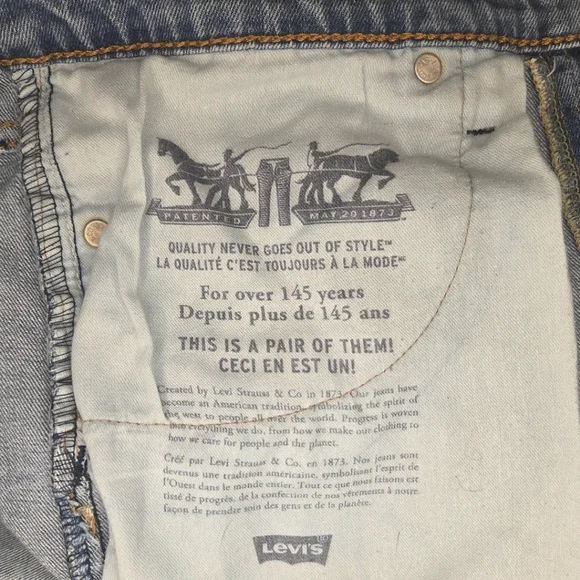 PATENTED MAY 20 1873
QUALITY NEVER GOES OUT OF STYLE™
LA QUALITÉ C'EST TOUJOURS À LA MODE
For over 145 years
Depuis plus de 145 ans
THIS IS A PAIR OF THEM!
CECI EN EST UN!
Created by Levi Strauss & Co in 1873. Our jeans have
become an American tradition, symbolizing the spirit of
the west to people all over the world. Progress is woven
into everything we do, from how we make our clothing to
how we care for people and the planet.
Créé par Levi Strauss & Co. en 1873. Nos jeans sont
devenus une tradition américaine, symbolisant l'esprit de
l'Ouest dans le monde entier. Tout ce que nous faisons est
tissé de progrès, de la confection de nos vêtements à notre
façon de prendre soin des gens et de la planète.
LEVI'S®